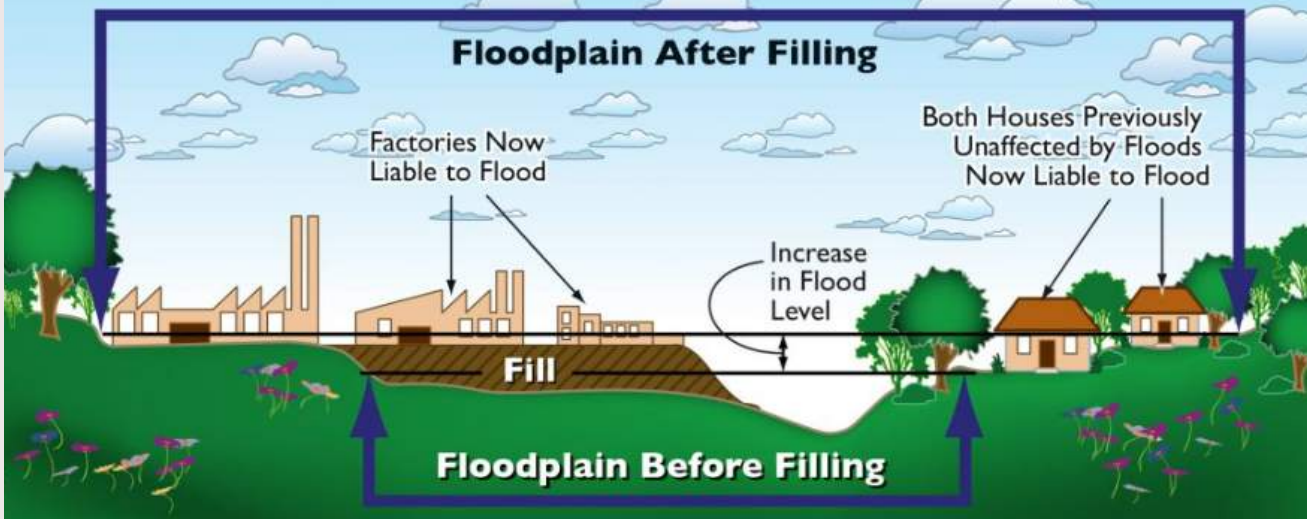 Floodplain After Filling
Factories Now
Liable to Flood
Both Houses Previously
Unaffected by Floods
Now Liable to Flood
Increase
in Flood
Level
Fill
Floodplain Before Filling